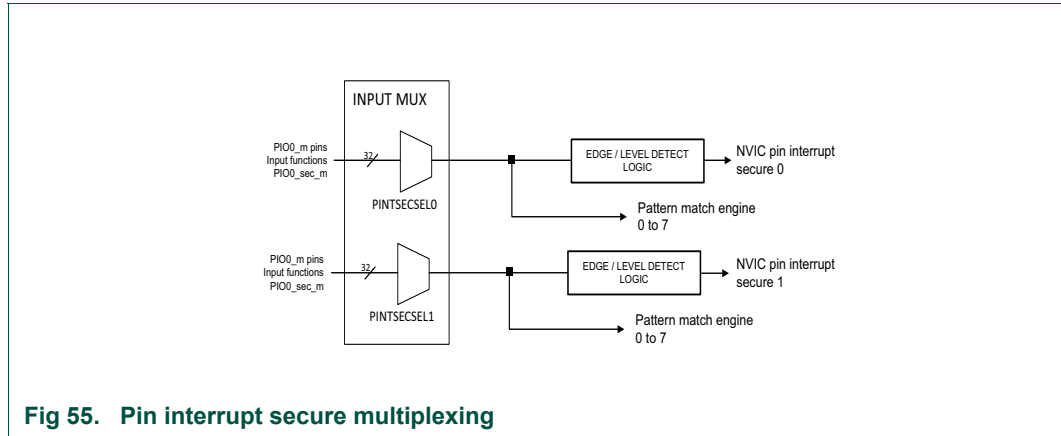 INPUT MUX
PIO0_m pins
Input functions
PIO0_sec_m
32
PINTSECSEL0
EDGE / LEVEL DETECT
LOGIC
NVIC pin interrupt
secure 0
Pattern match engine
0 to 7
PIO0_m pins
Input functions
PIO0_sec_m
32
PINTSECSEL1
EDGE / LEVEL DETECT
LOGIC
NVIC pin interrupt
secure 1
Pattern match engine
0 to 7
Fig 55. Pin interrupt secure multiplexing